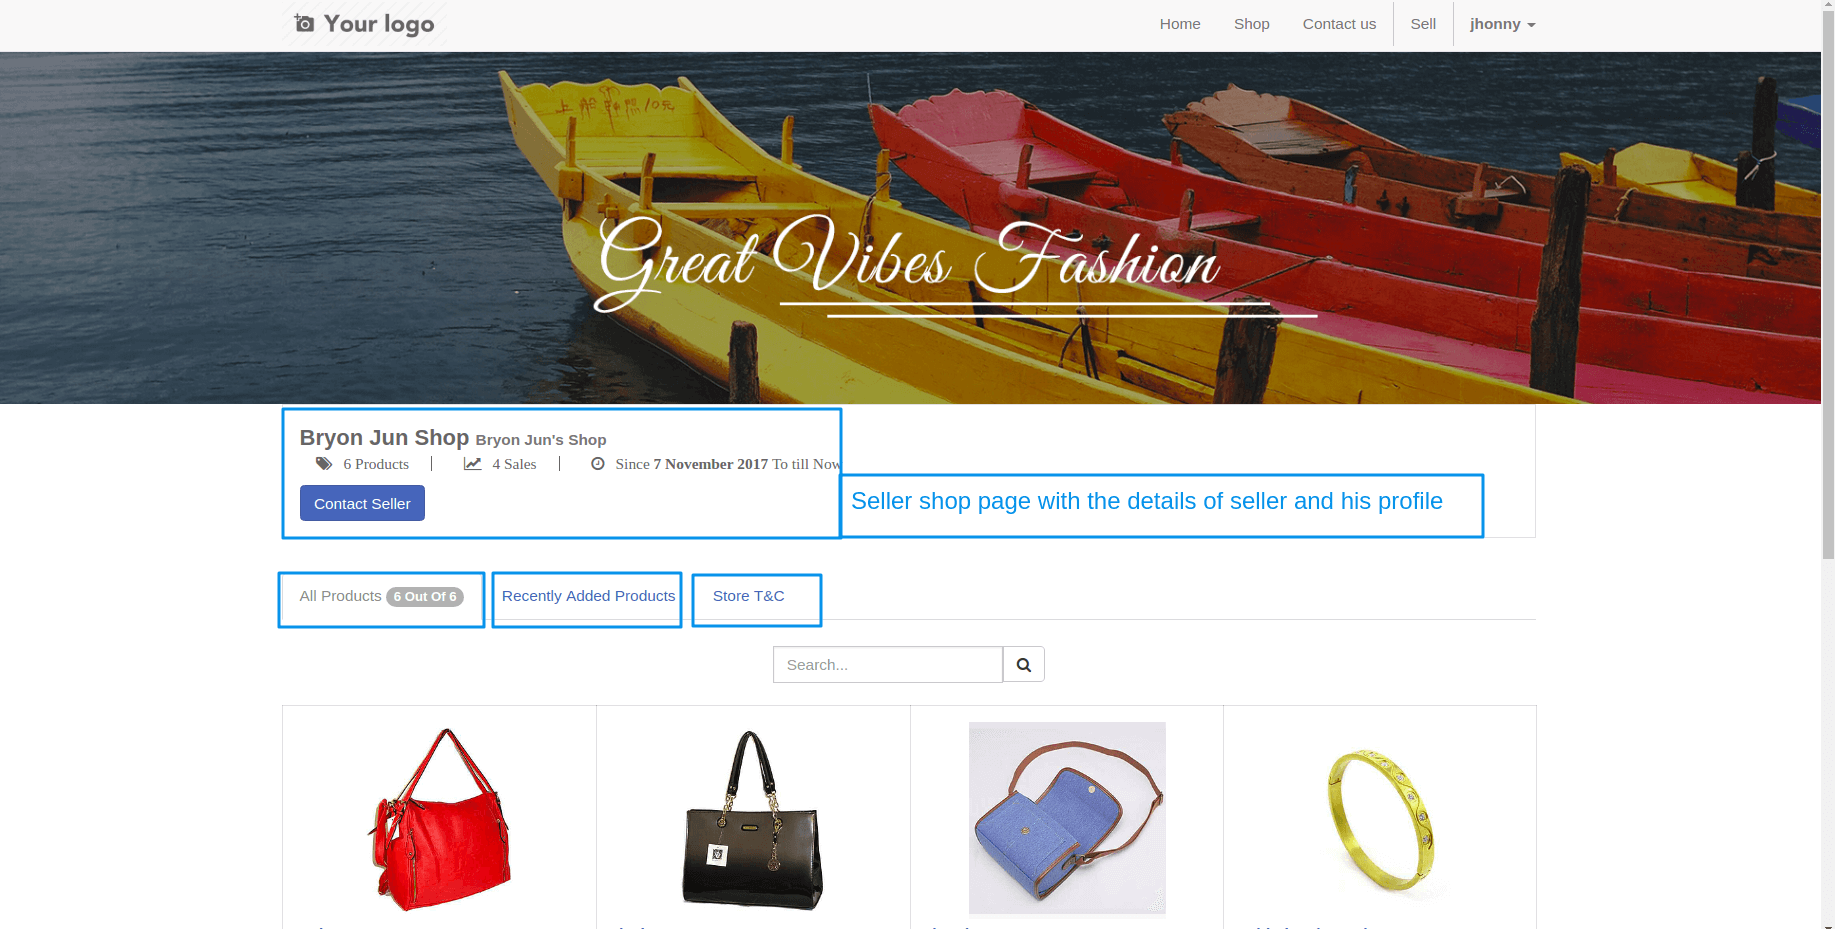 Your logo
Home Shop Contact us Sell jhonny
Great Vibes Fashion
Bryon Jun Shop Bryon Jun's Shop
6 Products 4 Sales Since 7 November 2017 To till Now
Contact Seller
Seller shop page with the details of seller and his profile
All Products 6 Out Of 6 Recently Added Products Store T&C
Search...